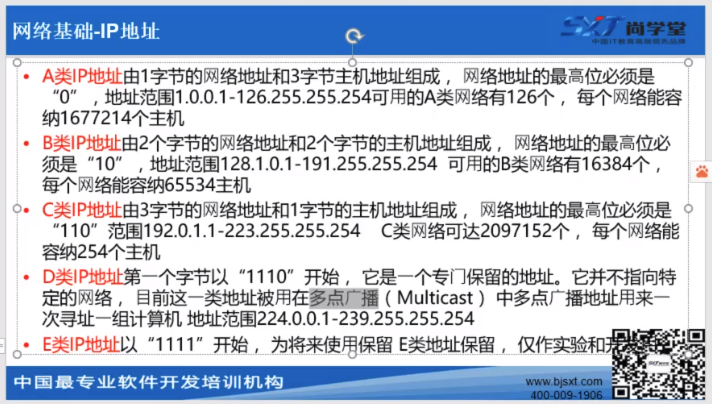 网络基础-IP地址
SXT 尚学堂
中国IT教育高端领先品牌
A类IP地址由1字节的网络地址和3字节主机地址组成，网络地址的最高位必须是
“0”，地址范围1.0.0.1-126.255.255.254可用的A类网络有126个，每个网络能容
纳1677214个主机
B类IP地址由2个字节的网络地址和2个字节的主机地址组成，网络地址的最高位必
须是“10”，地址范围128.1.0.1-191.255.255.254 可用的B类网络有16384个，
每个网络能容纳65534主机
C类IP地址由3字节的网络地址和1字节的主机地址组成，网络地址的最高位必须是
“110”范围192.0.1.1-223.255.255.254 C类网络可达2097152个，每个网络能
容纳254个主机
D类IP地址第一个字节以“1110”开始，它是一个专门保留的地址。它并不指向特
定的网络，目前这一类地址被用在多点广播（Multicast）中多点广播地址用来一
次寻址一组计算机 地址范围224.0.0.1-239.255.255.254
E类IP地址以“1111”开始，为将来使用保留 E类地址保留，仅作实验和开发
中国最专业软件开发培训机构
www.bjsxt.com
400-009-1906